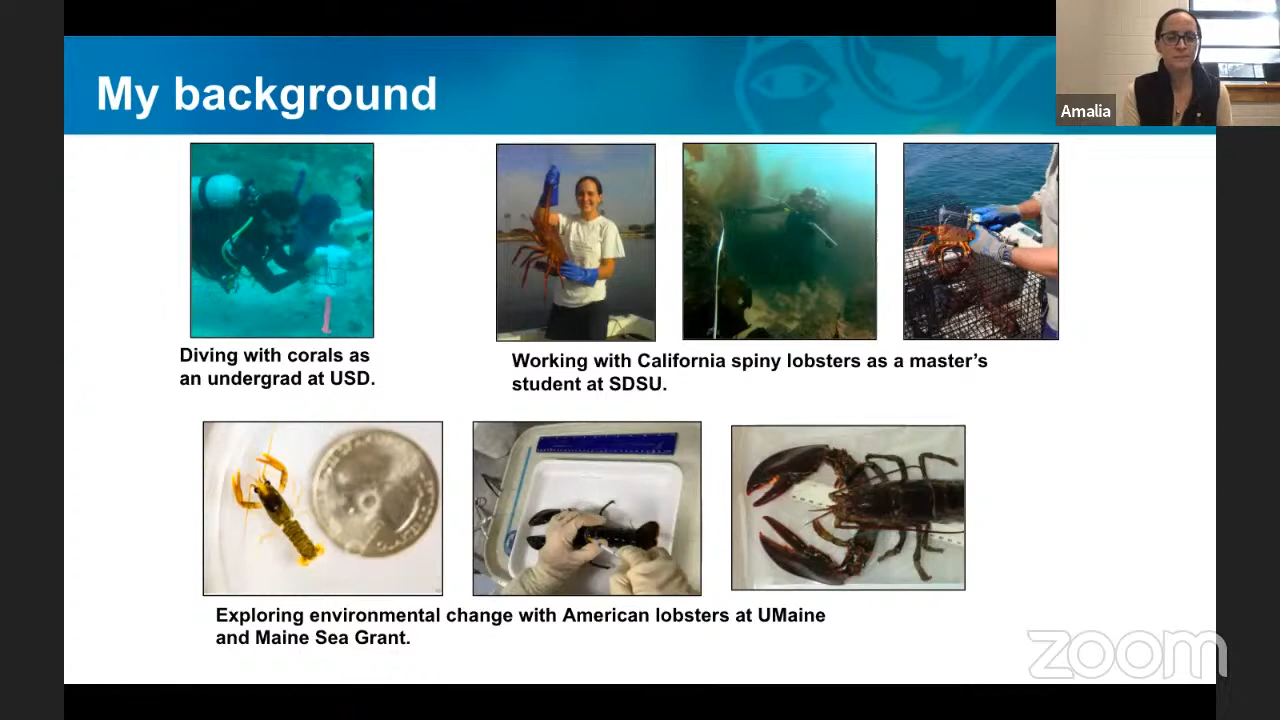 My background
Amalia
Diving with corals as
an undergrad at USD.
Working with California spiny lobsters as a master's
student at SDSU.
Exploring environmental change with American lobsters at UMaine
and Maine Sea Grant.
zoom